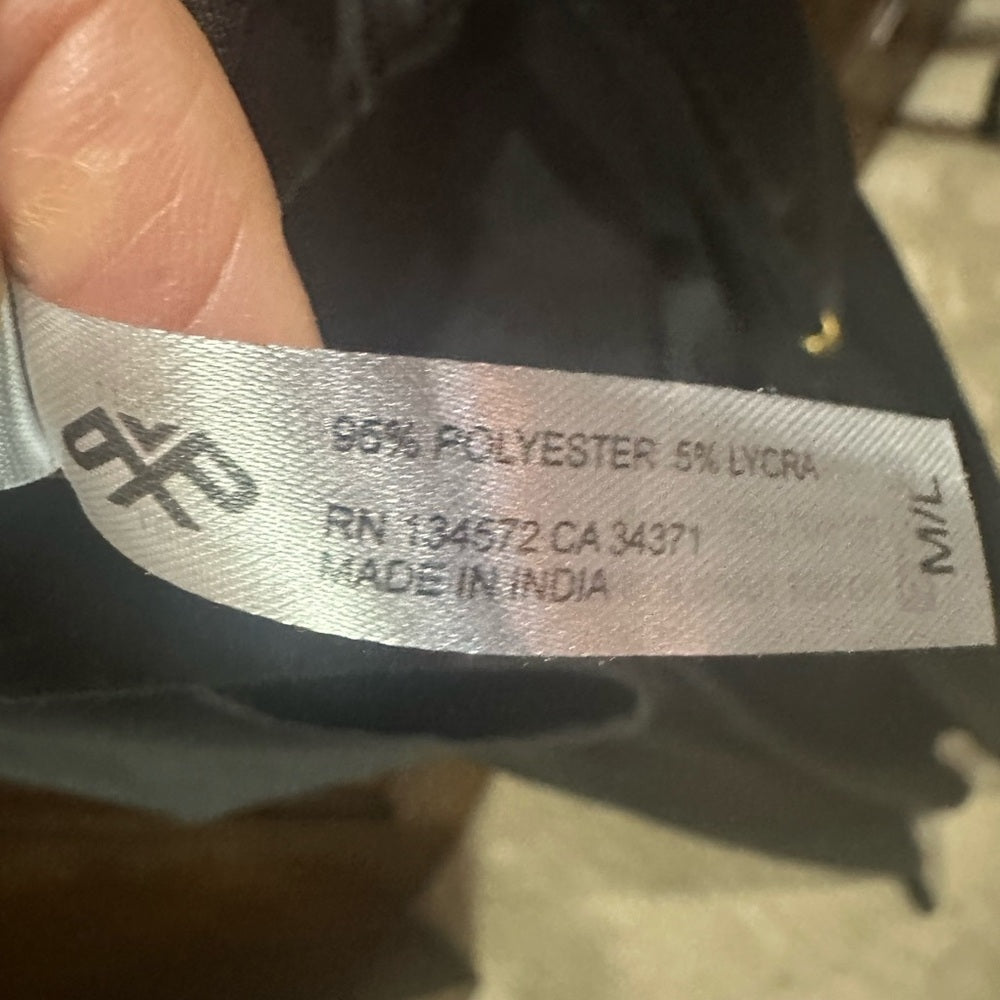 95% POLYESTER 5% LYCRA
RN 134572 CA 34371
MADE IN INDIA
M/L